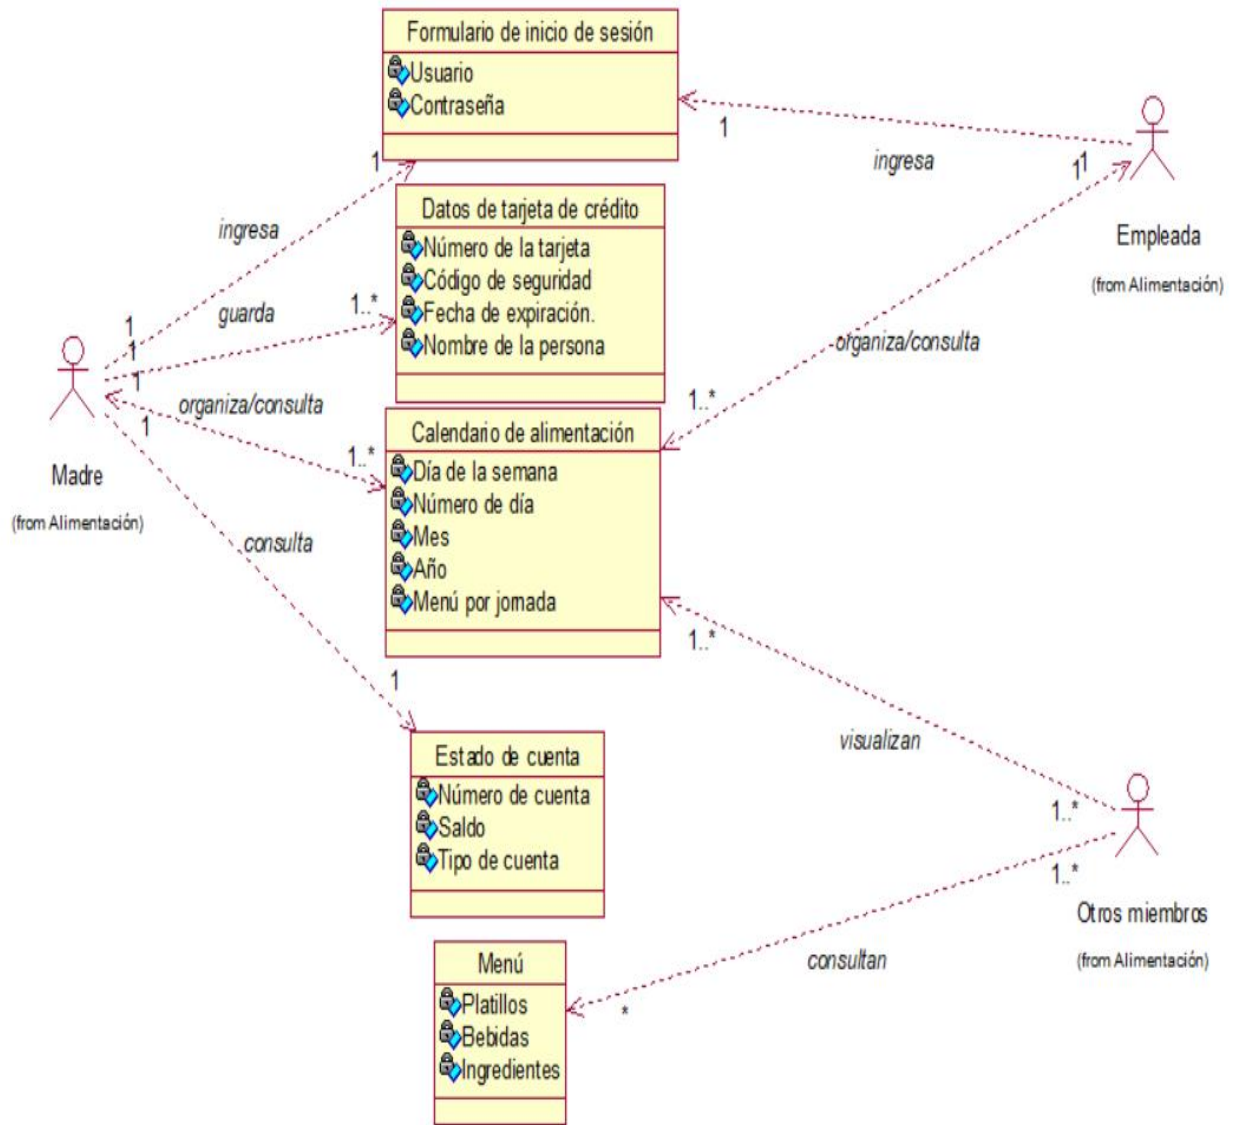 Formulario de inicio de sesión
Usuario
Contraseña
1
ingresa
1
1
1
ingresa
1
Empleada
(from Alimentación)
Datos de tarjeta de crédito
Número de la tarjeta
Código de seguridad
Fecha de expiración.
Nombre de la persona
guarda
1..*
1
1
organiza/consulta
1
1..*
Madre
(from Alimentación)
organiza/consulta
1..*
Calendario de alimentación
Día de la semana
Número de día
Mes
Año
Menú por jornada
consulta
1
1..*
visualizan
1..*
Estado de cuenta
Número de cuenta
Saldo
Tipo de cuenta
1..*
Otros miembros
(from Alimentación)
consultan
*
Menú
Platillos
Bebidas
Ingredientes